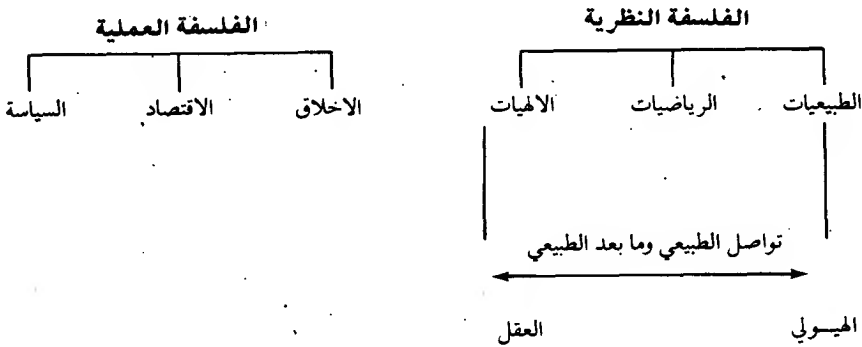 الفلسفة النظرية
الفلسفة العملية
الطبيعيات الرياضيات الالهيات
الاخلاق الاقتصاد السياسة
تواصل الطبيعي وما بعد الطبيعي
الهيولي العقل